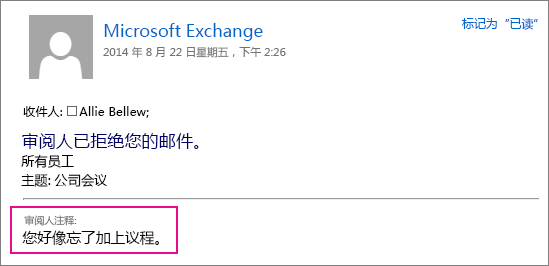 Microsoft Exchange
标记为“已读”
2014 年 8 月 22 日星期五，下午 2:26
收件人: □Allie Bellew;
审阅人已拒绝您的邮件。
所有员工
主题: 公司会议
审阅人注释:
您好像忘了加上议程。